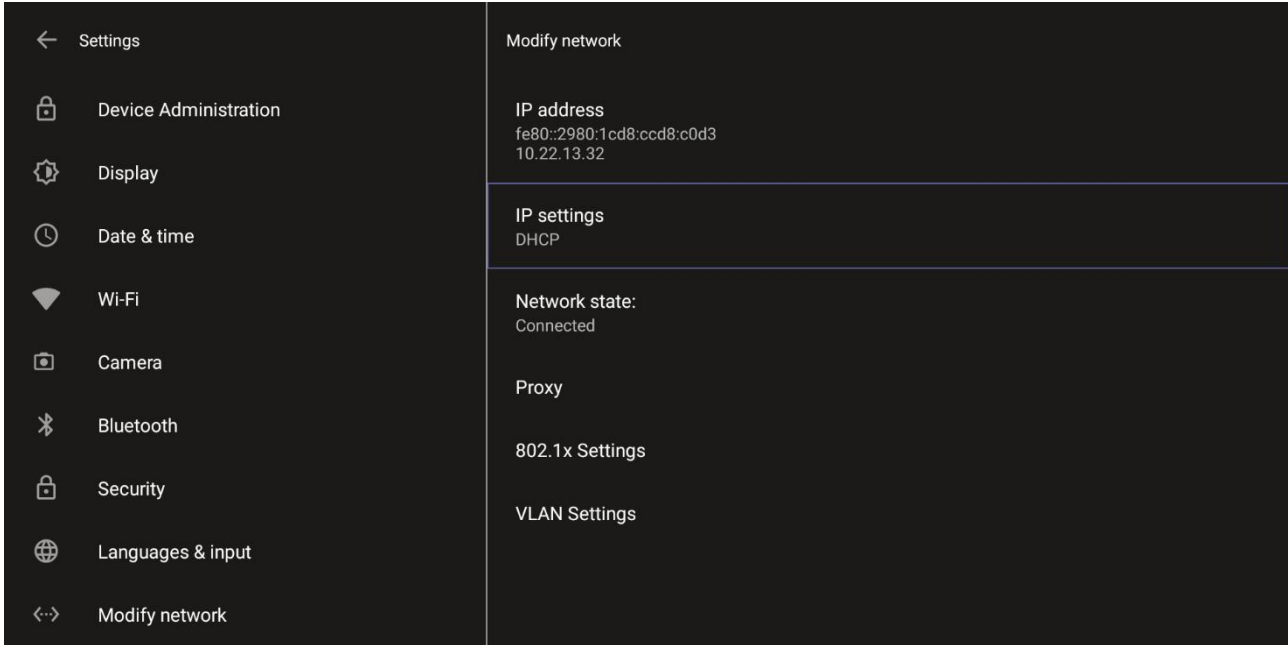 Settings
Device Administration
Display
Date & time
Wi-Fi
Camera
Bluetooth
Security
Languages & input
Modify network
Modify network
IP address
fe80::2980:1cd8:ccd8:c0d3
10.22.13.32
IP settings
DHCP
Network state:
Connected
Proxy
802.1x Settings
VLAN Settings